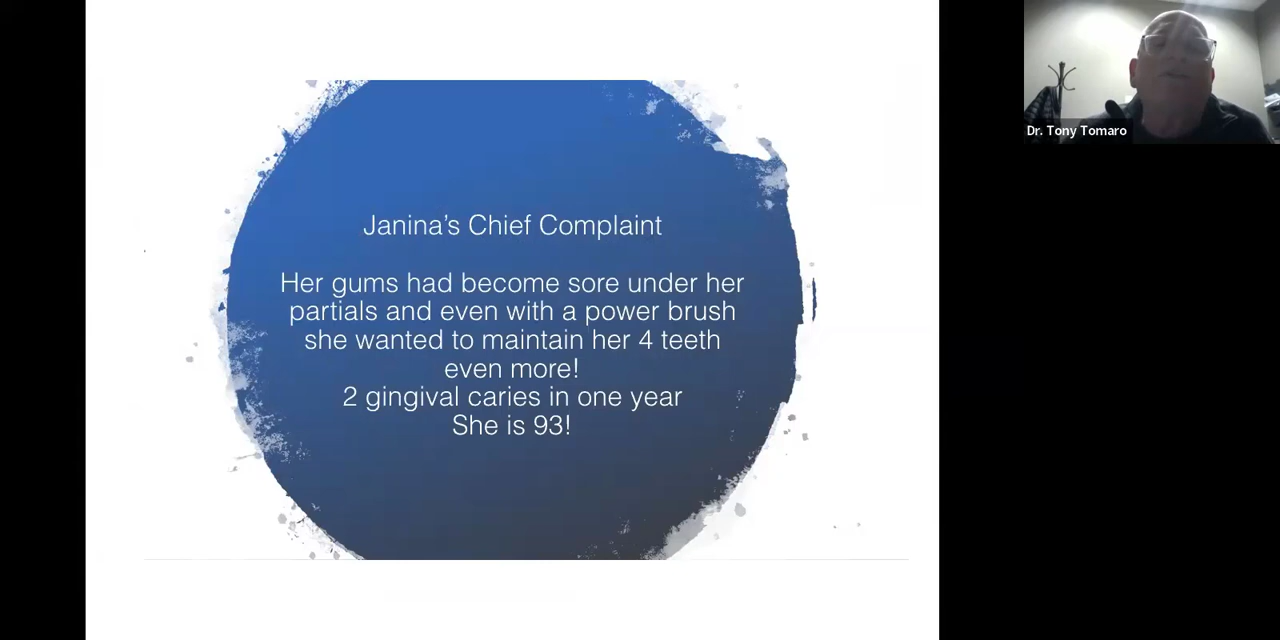 Janina’s Chief Complaint
Her gums had become sore under her
partials and even with a power brush
she wanted to maintain her 4 teeth
even more!
2 gingival caries in one year
She is 93!
Dr. Tony Tomaro